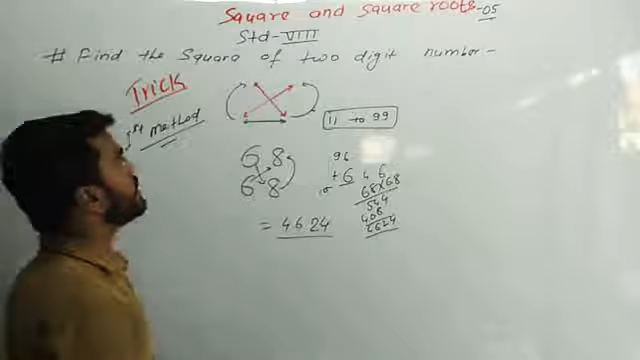 Square and square roots-05
Std-VIII
# Find the Square of two digit number-
Trick
1st method
11 to 99
6 8
6 8
= 4624
96
+ 6
4 6
68×68
544
408